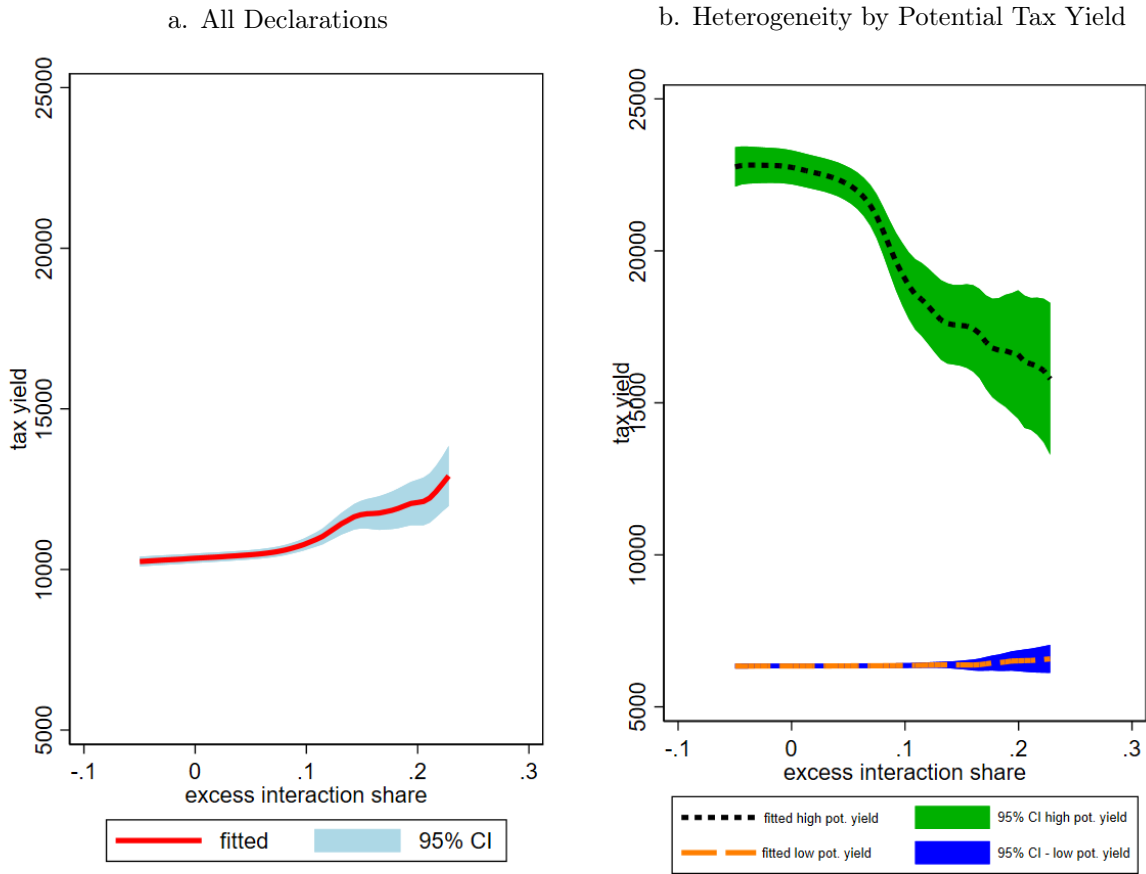 a. All Declarations
25000
20000
15000
10000
5000
tax yield
-.1 0 .1 .2 .3
excess interaction share
fitted 95% CI
b. Heterogeneity by Potential Tax Yield
25000
20000
15000
10000
5000
tax yield
-.1 0 .1 .2 .3
excess interaction share
fitted high pot. yield 95% CI high pot. yield
fitted low pot. yield 95% CI - low pot. yield